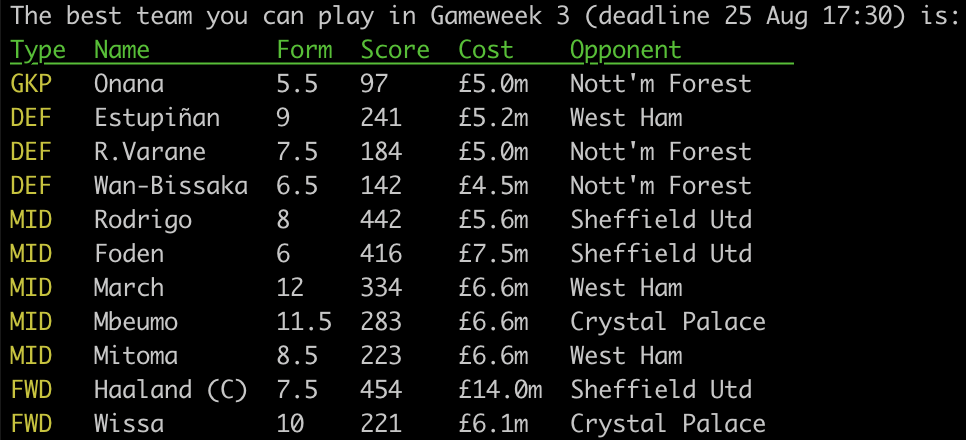 The best team you can play in Gameweek 3 (deadline 25 Aug 17:30) is:
Type Name Form Score Cost Opponent
GKP Onana 5.5 97 £5.0m Nott'm Forest
DEF Estupiñan 9 241 £5.2m West Ham
DEF R.Varane 7.5 184 £5.0m Nott'm Forest
DEF Wan-Bissaka 6.5 142 £4.5m Nott'm Forest
MID Rodrigo 8 442 £5.6m Sheffield Utd
MID Foden 6 416 £7.5m Sheffield Utd
MID March 12 334 £6.6m West Ham
MID Mbeumo 11.5 283 £6.6m Crystal Palace
MID Mitoma 8.5 223 £6.6m West Ham
FWD Haaland (C) 7.5 454 £14.0m Sheffield Utd
FWD Wissa 10 221 £6.1m Crystal Palace